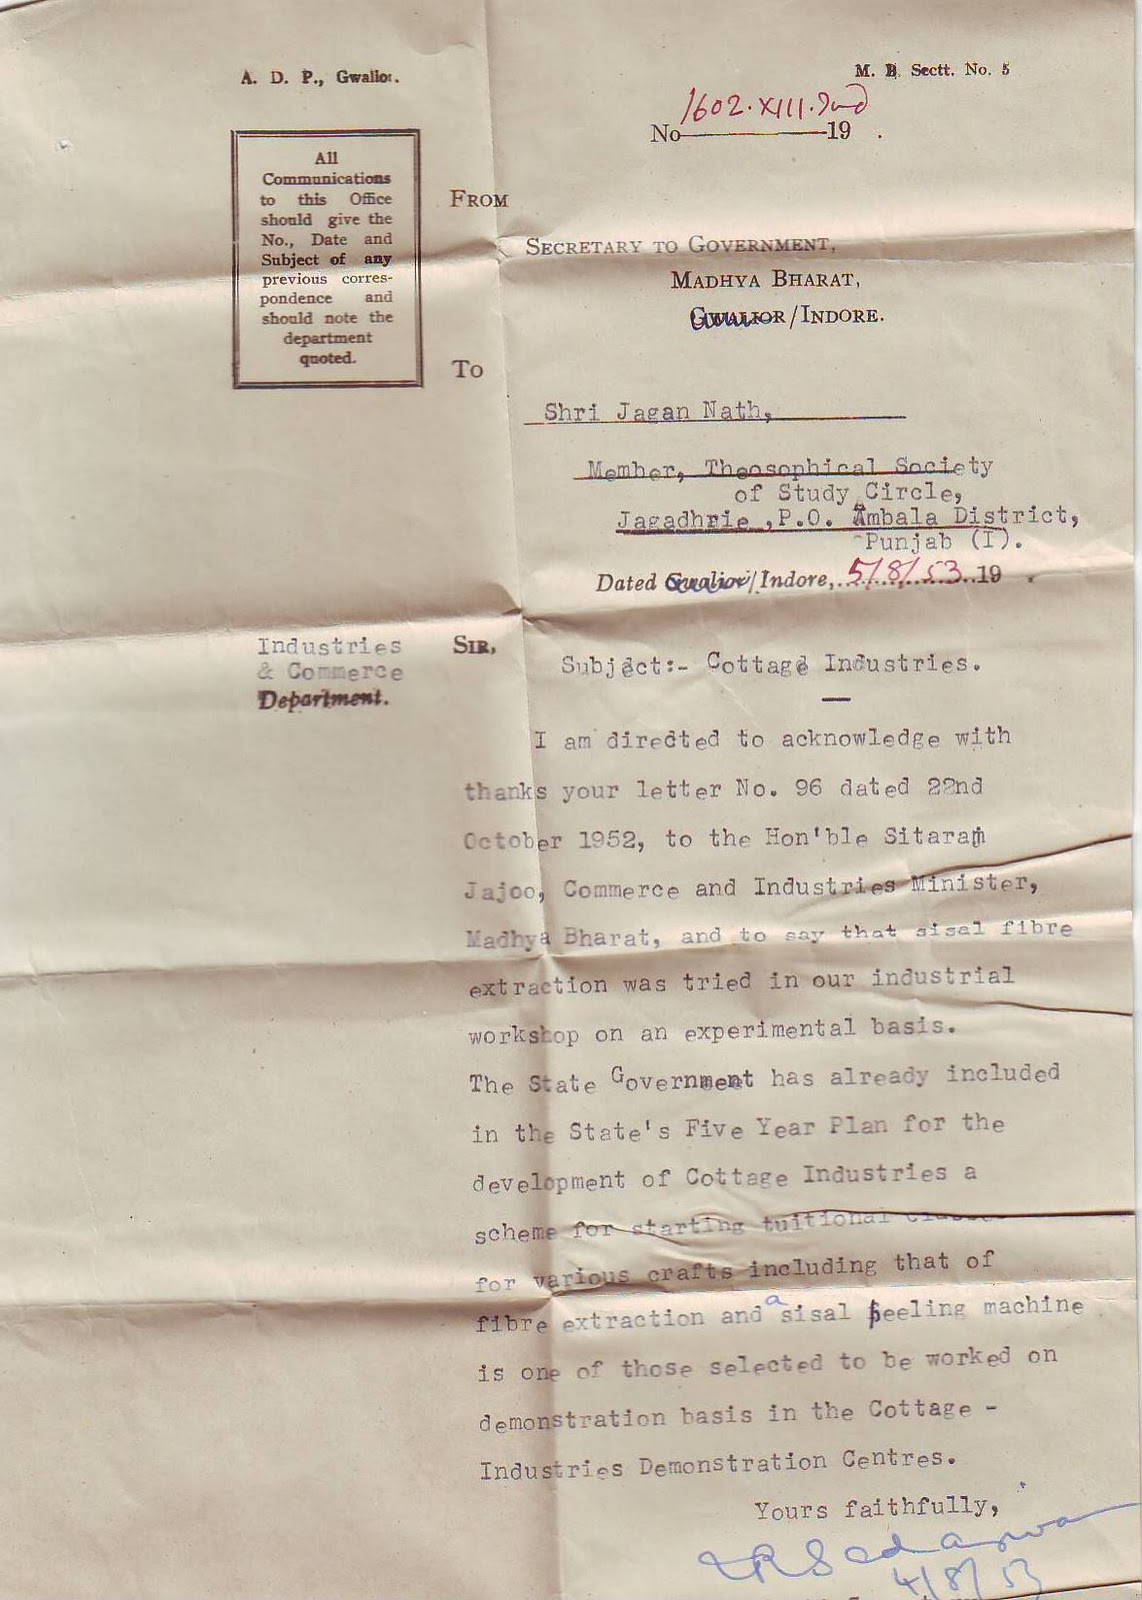 A. D. P., Gwalior.
M. B Sectt. No. 5
1602.XIII.Ind
No 19 .
All
Communications
to this Office
should give the
No., Date and
Subject of any
previous corres-
pondence and
should note the
department
quoted.
FROM
SECRETARY TO GOVERNMENT,
MADHYA BHARAT,
GWALIOR/INDORE.
TO
Shri Jagan Nath,
Member, Theosophical Society
of Study Circle,
Jagadhrie ,P.O. Ambala District,
Punjab (I).
Dated Gwalior/Indore, 5/8/53 19 .
Industries
& Commerce
Department.
SIR,
Subject:- Cottage Industries.
I am directed to acknowledge with
thanks your letter No. 96 dated 22nd
October 1952, to the Hon'ble Sitaram
Jajoo, Commerce and Industries Minister,
Madhya Bharat, and to say that sisal fibre
extraction was tried in our industrial
workshop on an experimental basis.
The State Government has already included
in the State's Five Year Plan for the
development of Cottage Industries a
scheme for starting tuitional
for various crafts including that of
fibre extraction and a sisal peeling machine
is one of those selected to be worked on
demonstration basis in the Cottage -
Industries Demonstration Centres.
Yours faithfully,
4/8/53